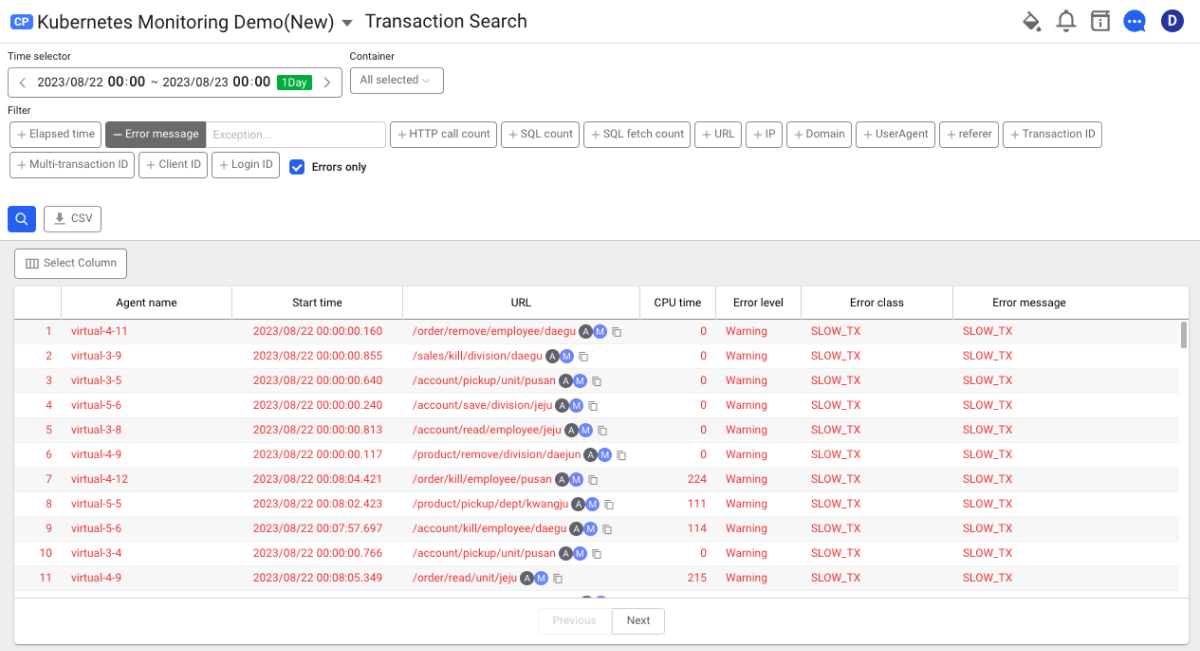 CP Kubernetes Monitoring Demo(New) Transaction Search D
Time selector Container
2023/08/22 00:00 ~ 2023/08/23 00:00 1Day All selected
Filter
+ Elapsed time − Error message Exception... + HTTP call count + SQL count + SQL fetch count + URL + IP + Domain + UserAgent + referer + Transaction ID
+ Multi-transaction ID + Client ID + Login ID Errors only
CSV
Select Column
Agent name Start time URL CPU time Error level Error class Error message
1 virtual-4-11 2023/08/22 00:00:00.160 /order/remove/employee/daegu A M 0 Warning SLOW_TX SLOW_TX
2 virtual-3-9 2023/08/22 00:00:00.855 /sales/kill/division/daegu A M 0 Warning SLOW_TX SLOW_TX
3 virtual-3-5 2023/08/22 00:00:00.640 /account/pickup/unit/pusan A M 0 Warning SLOW_TX SLOW_TX
4 virtual-5-6 2023/08/22 00:00:00.240 /account/save/division/jeju A M 0 Warning SLOW_TX SLOW_TX
5 virtual-3-8 2023/08/22 00:00:00.813 /account/read/employee/jeju A M 0 Warning SLOW_TX SLOW_TX
6 virtual-4-9 2023/08/22 00:00:00.117 /product/remove/division/daejun A M 0 Warning SLOW_TX SLOW_TX
7 virtual-4-12 2023/08/22 00:08:04.421 /order/kill/employee/pusan A M 224 Warning SLOW_TX SLOW_TX
8 virtual-5-5 2023/08/22 00:08:02.423 /product/pickup/dept/kwangju A M 111 Warning SLOW_TX SLOW_TX
9 virtual-5-6 2023/08/22 00:07:57.697 /account/kill/employee/daegu A M 114 Warning SLOW_TX SLOW_TX
10 virtual-3-4 2023/08/22 00:00:00.766 /account/pickup/unit/pusan A M 0 Warning SLOW_TX SLOW_TX
11 virtual-4-9 2023/08/22 00:08:05.349 /order/read/unit/jeju A M 215 Warning SLOW_TX SLOW_TX
Previous Next